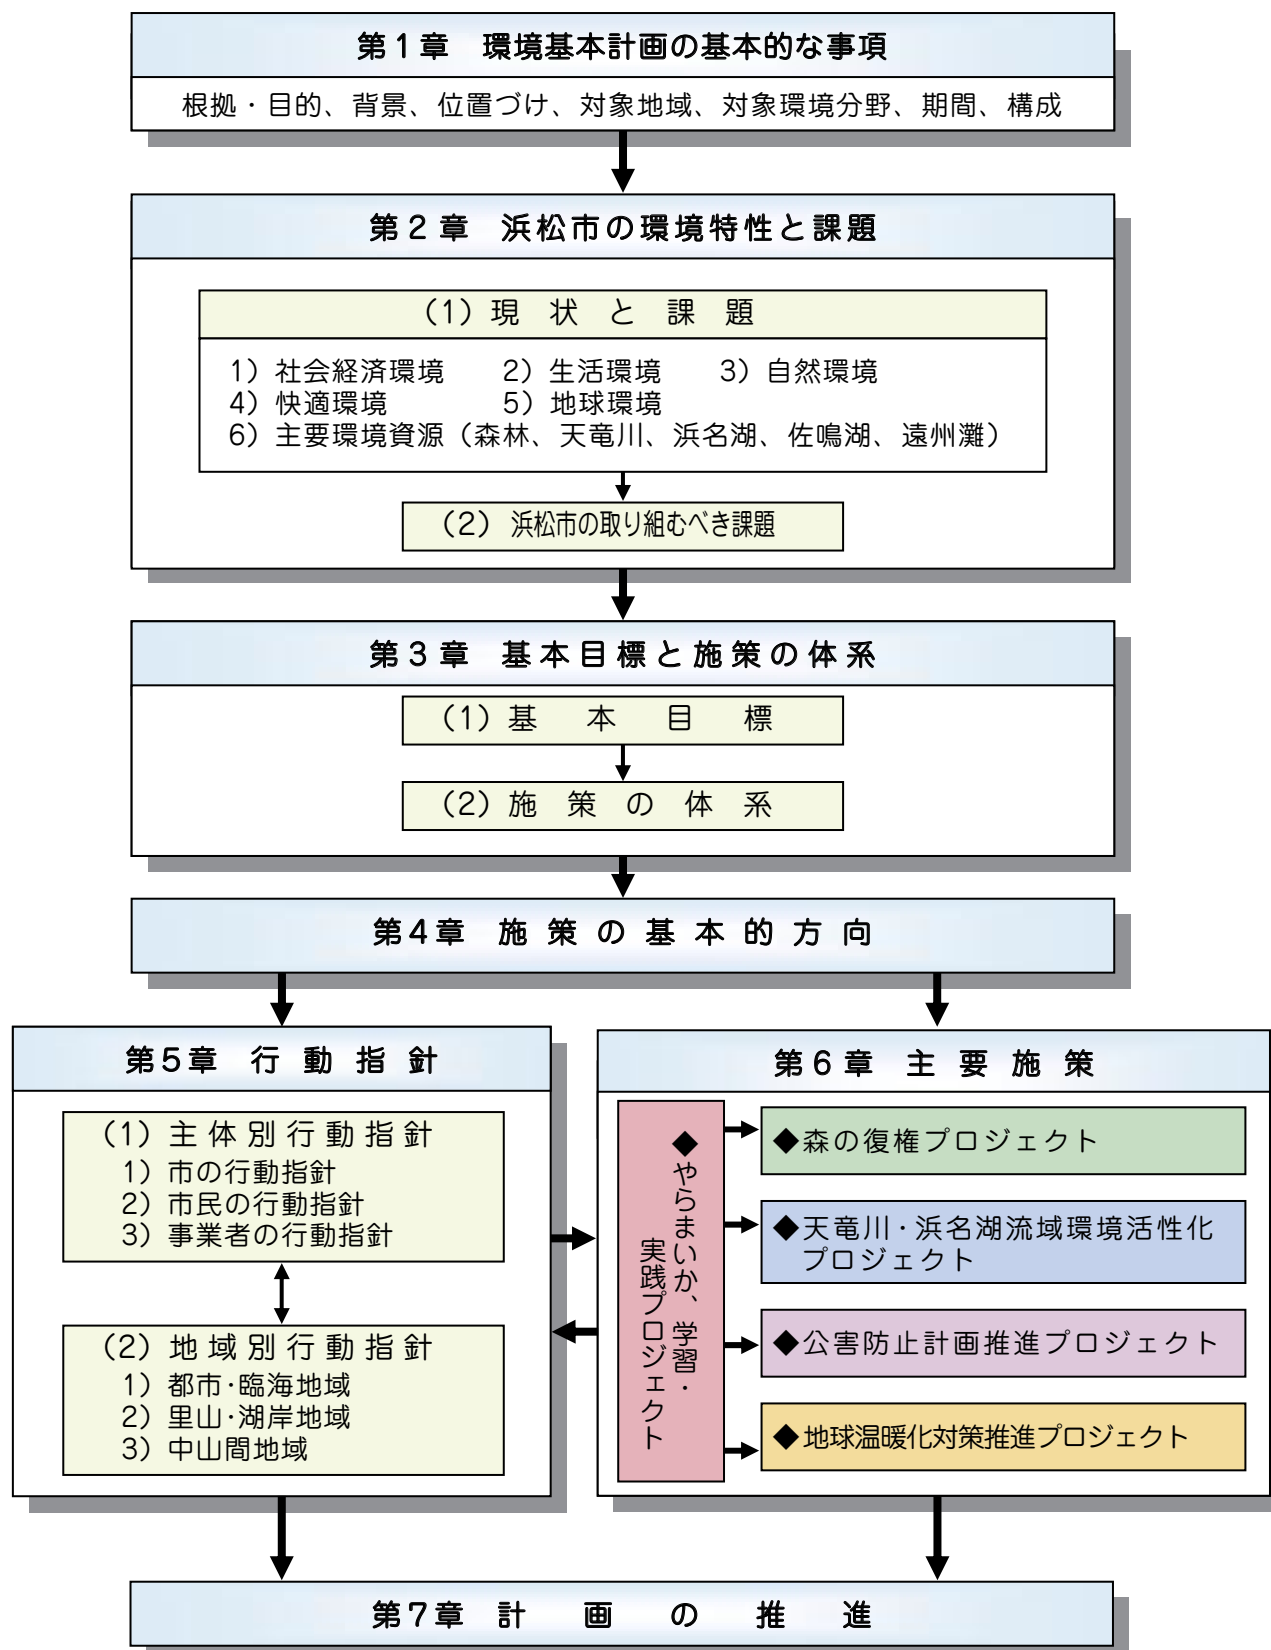 第1章 環境基本計画の基本的な事項
根拠・目的、背景、位置づけ、対象地域、対象環境分野、期間、構成
第2章 浜松市の環境特性と課題
(1)現状と課題
1)社会経済環境 2)生活環境 3)自然環境
4)快適環境 5)地球環境
6)主要環境資源(森林、天竜川、浜名湖、佐鳴湖、遠州灘)
(2)浜松市の取り組むべき課題
第3章 基本目標と施策の体系
(1)基本目標
(2)施策の体系
第4章 施策の基本的方向
第5章 行動指針
(1)主体別行動指針
1)市の行動指針
2)市民の行動指針
3)事業者の行動指針
(2)地域別行動指針
1)都市・臨海地域
2)里山・湖岸地域
3)中山間地域
第6章 主要施策
◆やらまいか、学習・
実践プロジェクト
◆森の復権プロジェクト
◆天竜川・浜名湖流域環境活性化
プロジェクト
◆公害防止計画推進プロジェクト
◆地球温暖化対策推進プロジェクト
第7章 計画の推進